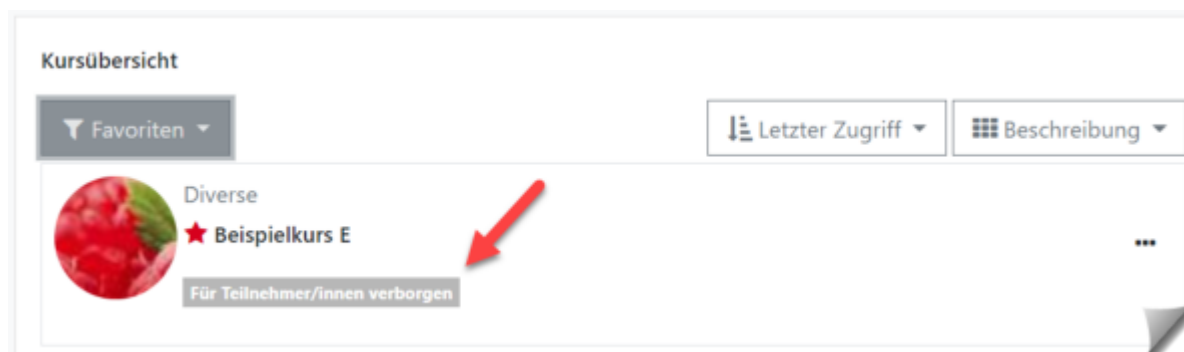 Kursübersicht
Favoriten
Letzter Zugriff
Beschreibung
Diverse
Beispielkurs E
Für Teilnehmer/innen verborgen